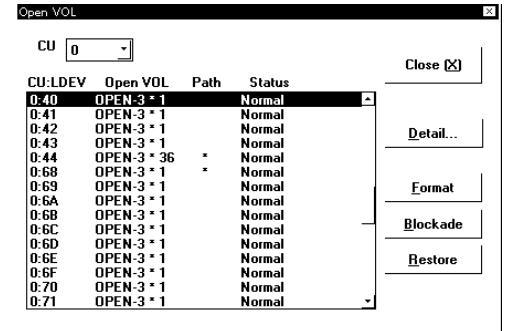 Open VOL
CU 0
Close (X)
CU:LDEV Open VOL Path Status
0:40 OPEN-3 * 1 Normal
0:41 OPEN-3 * 1 Normal
0:42 OPEN-3 * 1 Normal
0:43 OPEN-3 * 1 Normal
0:44 OPEN-3 * 36 * Normal
0:68 OPEN-3 * 1 * Normal
0:69 OPEN-3 * 1 Normal
0:6A OPEN-3 * 1 Normal
0:6B OPEN-3 * 1 Normal
0:6C OPEN-3 * 1 Normal
0:6D OPEN-3 * 1 Normal
0:6E OPEN-3 * 1 Normal
0:6F OPEN-3 * 1 Normal
0:70 OPEN-3 * 1 Normal
0:71 OPEN-3 * 1 Normal
Detail...
Format
Blockade
Restore